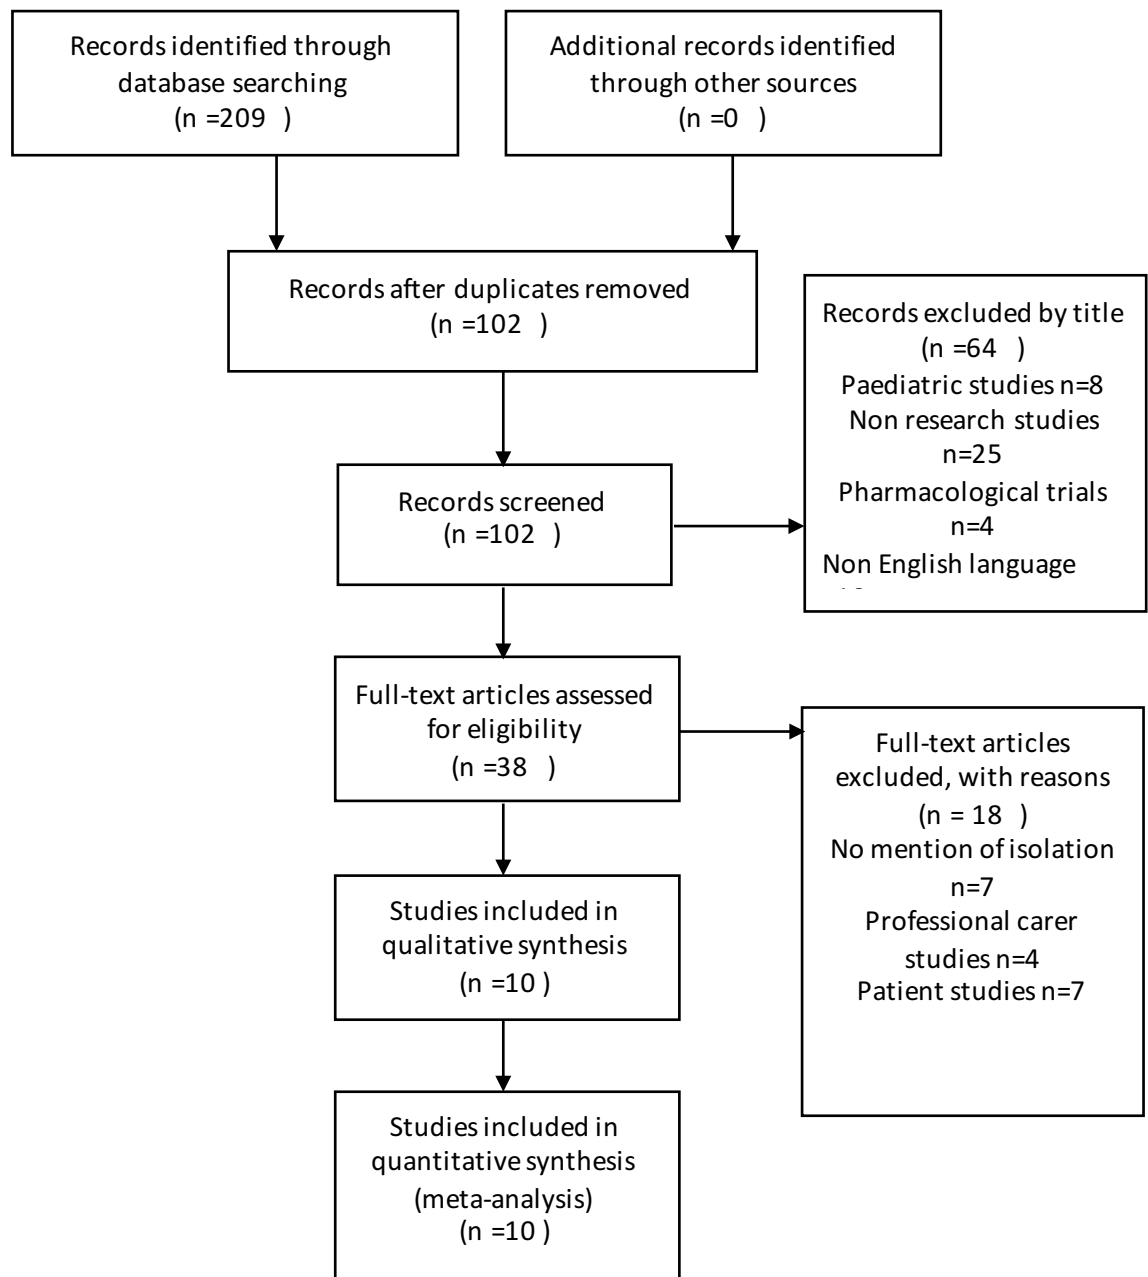 Records identified through
database searching
(n =209 )
Additional records identified
through other sources
(n =0 )
Records after duplicates removed
(n =102 )
Records excluded by title
(n =64 )
Paediatric studies n=8
Non research studies
n=25
Pharmacological trials
n=4
Non English language
Records screened
(n =102 )
Full-text articles assessed
for eligibility
(n =38 )
Full-text articles
excluded, with reasons
(n = 18 )
No mention of isolation
n=7
Professional carer
studies n=4
Patient studies n=7
Studies included in
qualitative synthesis
(n =10 )
Studies included in
quantitative synthesis
(meta-analysis)
(n =10 )